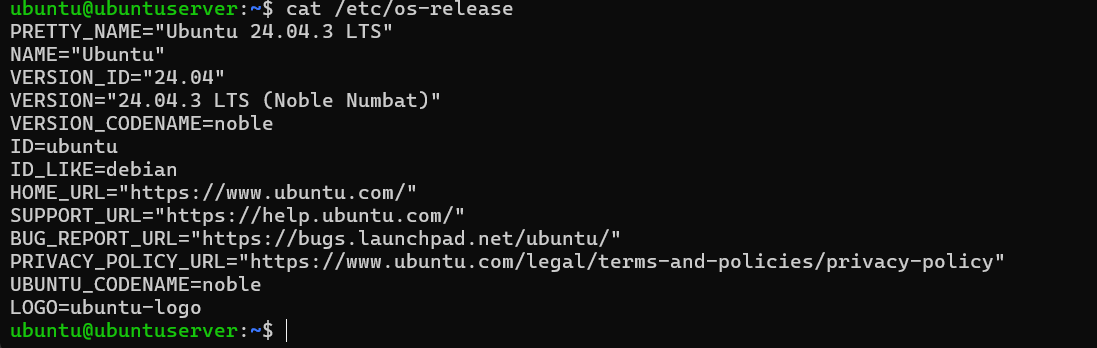 ubuntu@ubuntuserver:~$ cat /etc/os-release
PRETTY_NAME="Ubuntu 24.04.3 LTS"
NAME="Ubuntu"
VERSION_ID="24.04"
VERSION="24.04.3 LTS (Noble Numbat)"
VERSION_CODENAME=noble
ID=ubuntu
ID_LIKE=debian
HOME_URL="https://www.ubuntu.com/"
SUPPORT_URL="https://help.ubuntu.com/"
BUG_REPORT_URL="https://bugs.launchpad.net/ubuntu/"
PRIVACY_POLICY_URL="https://www.ubuntu.com/legal/terms-and-policies/privacy-policy"
UBUNTU_CODENAME=noble
LOGO=ubuntu-logo
ubuntu@ubuntuserver:~$